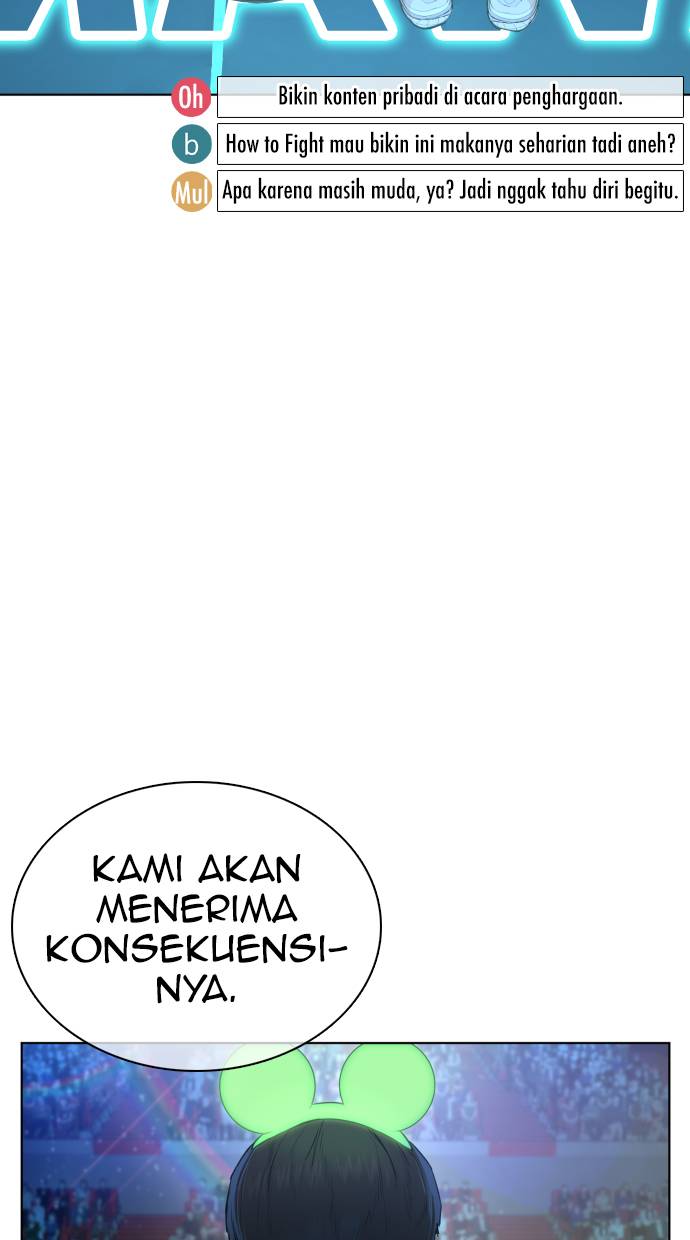 Oh Bikin konten pribadi di acara penghargaan.
b How to Fight mau bikin ini makanya seharian tadi aneh?
Mul Apa karena masih muda, ya? Jadi nggak tahu diri begitu.
KAMI AKAN
MENERIMA
KONSEKUENSI-
NYA.